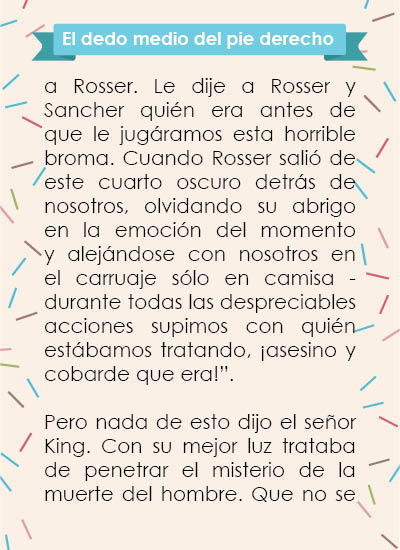 El dedo medio del pie derecho
a Rosser. Le dije a Rosser y
Sancher quién era antes de
que le jugáramos esta horrible
broma. Cuando Rosser salió de
este cuarto oscuro detrás de
nosotros, olvidando su abrigo
en la emoción del momento
y alejándose con nosotros en
el carruaje sólo en camisa -
durante todas las despreciables
acciones supimos con quién
estábamos tratando, ¡asesino y
cobarde que era!”.
Pero nada de esto dijo el señor
King. Con su mejor luz trataba
de penetrar el misterio de la
muerte del hombre. Que no se